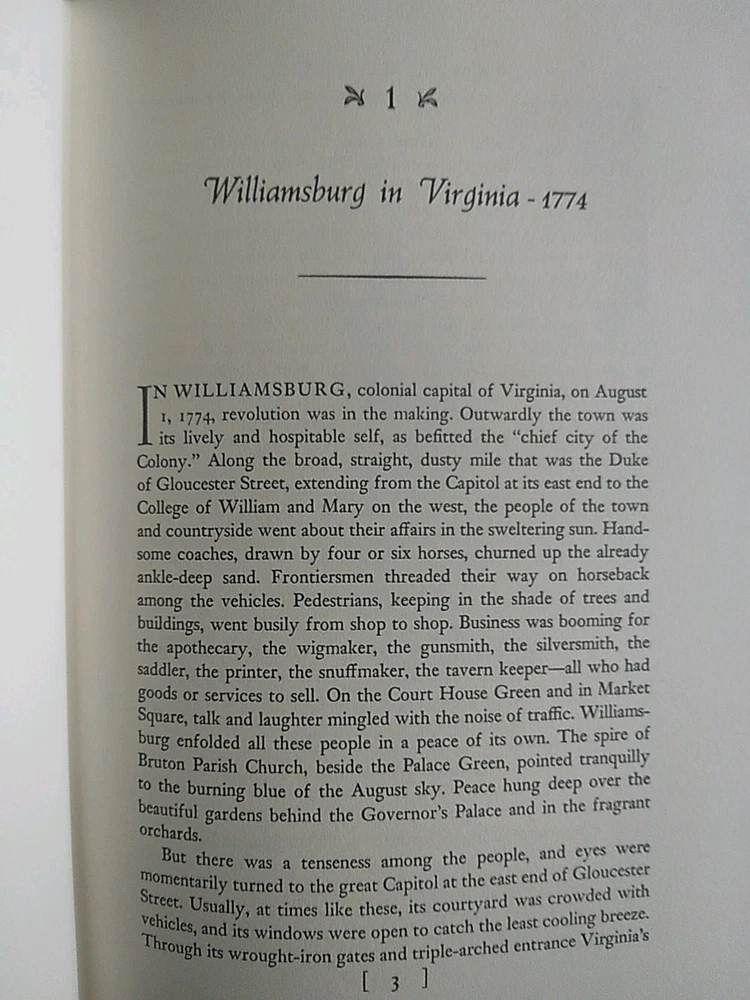 1
Williamsburg in Virginia - 1774
IN WILLIAMSBURG, colonial capital of Virginia, on August
1, 1774, revolution was in the making. Outwardly the town was
its lively and hospitable self, as befitted the “chief city of the
Colony.” Along the broad, straight, dusty mile that was the Duke
of Gloucester Street, extending from the Capitol at its east end to the
College of William and Mary on the west, the people of the town
and countryside went about their affairs in the sweltering sun. Hand-
some coaches, drawn by four or six horses, churned up the already
ankle-deep sand. Frontiersmen threaded their way on horseback
among the vehicles. Pedestrians, keeping in the shade of trees and
buildings, went busily from shop to shop. Business was booming for
the apothecary, the wigmaker, the gunsmith, the silversmith, the
saddler, the printer, the snuffmaker, the tavern keeper—all who had
goods or services to sell. On the Court House Green and in Market
Square, talk and laughter mingled with the noise of traffic. Williams-
burg enfolded all these people in a peace of its own. The spire of
Bruton Parish Church, beside the Palace Green, pointed tranquilly
to the burning blue of the August sky. Peace hung deep over the
beautiful gardens behind the Governor’s Palace and in the fragrant
orchards.
But there was a tenseness among the people, and eyes were
momentarily turned to the great Capitol at the east end of Gloucester
Street. Usually, at times like these, its courtyard was crowded with
vehicles, and its windows were open to catch the least cooling breeze.
Through its wrought-iron gates and triple-arched entrance Virginia’s
[ 3 ]